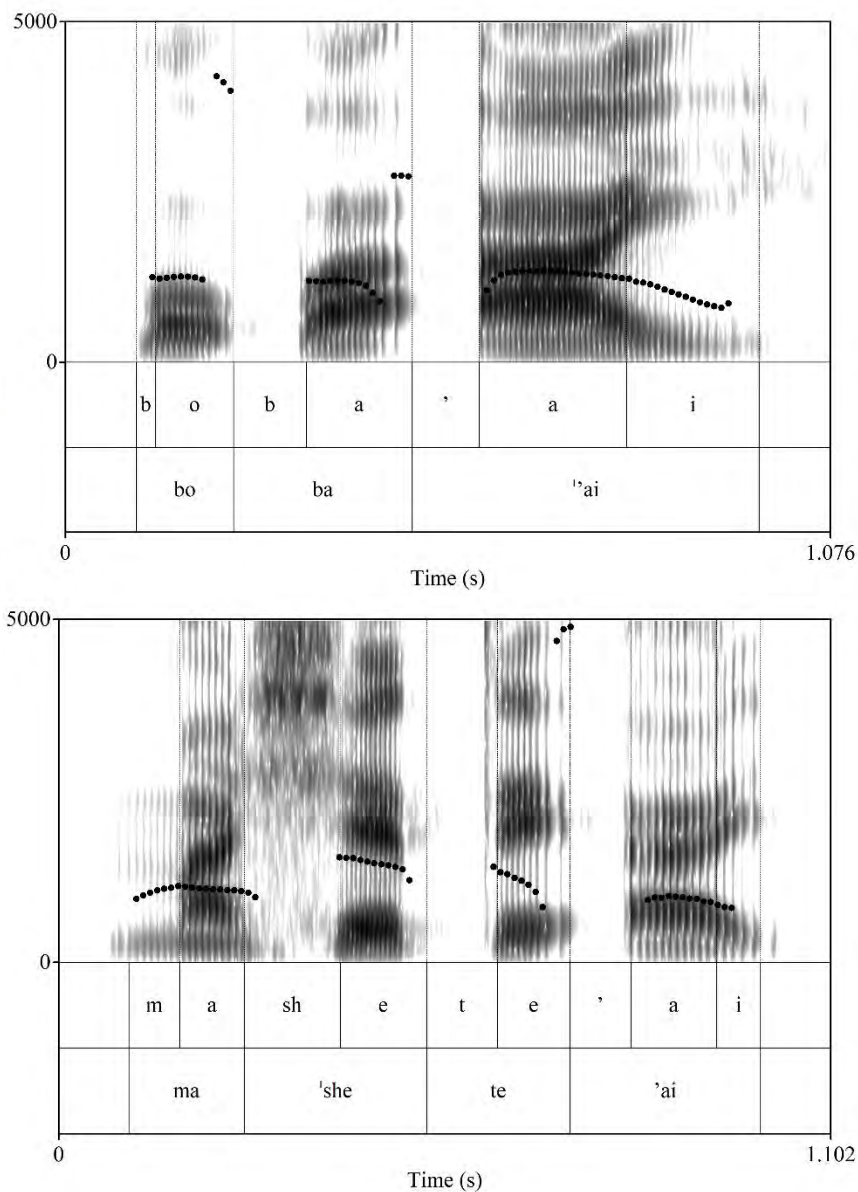 5000
0
b o b a ’ a i
bo ba ˈ’ai
0 1.076
Time (s)
5000
0
m a sh e t e ’ a i
ma ˈshe te ’ai
0 1.102
Time (s)